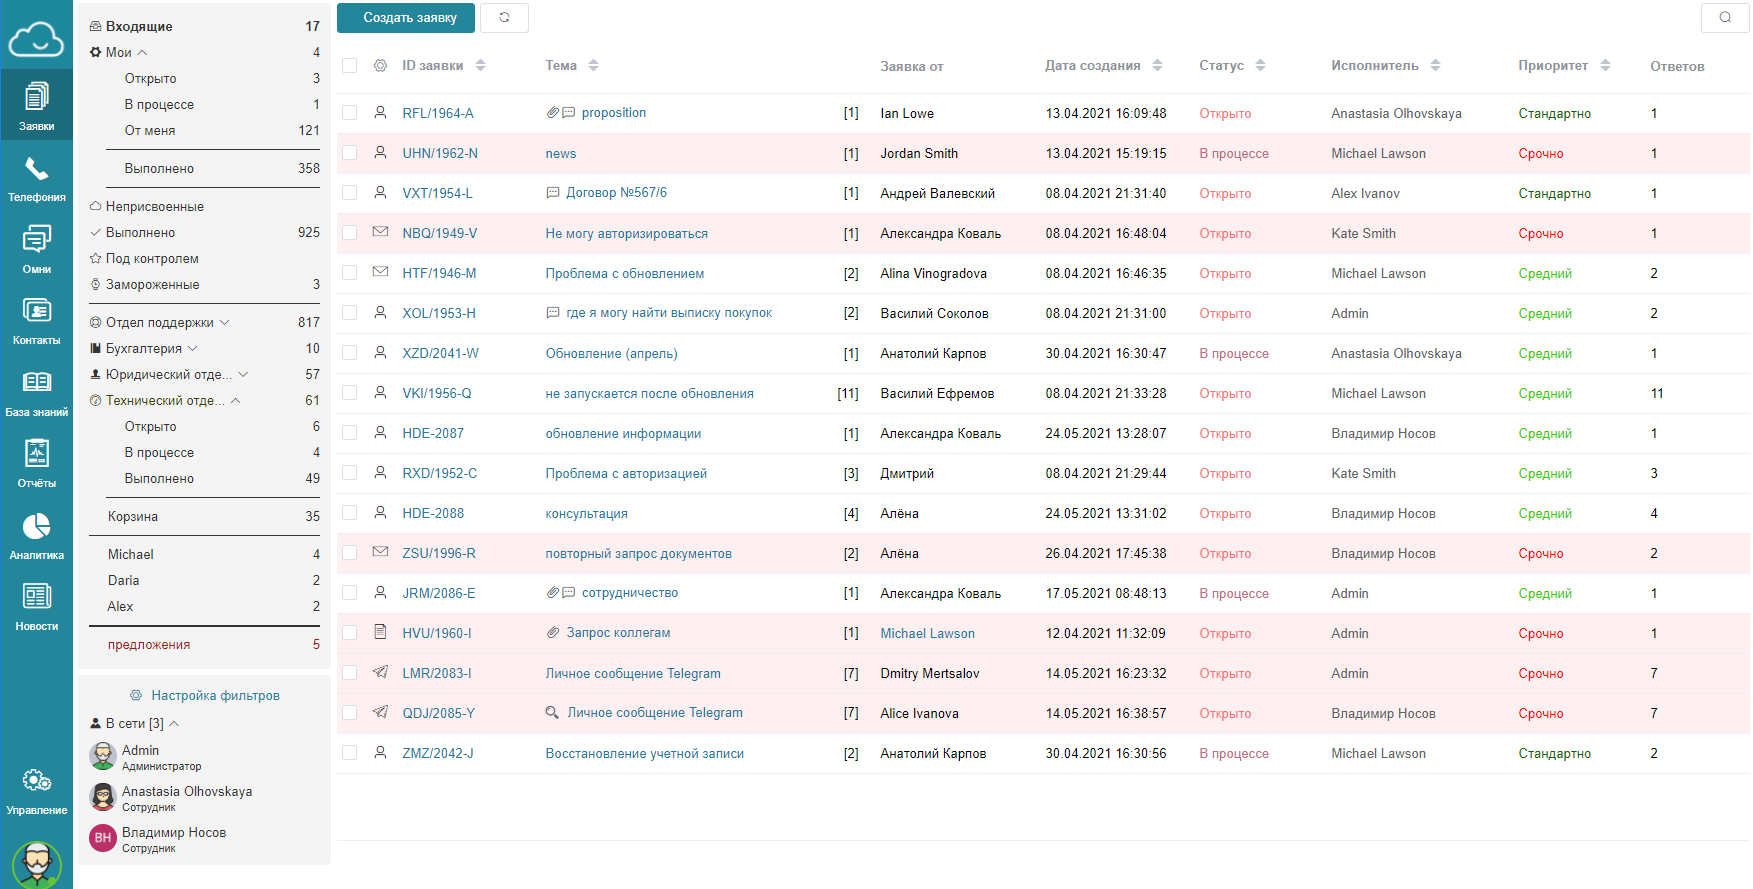 Заявки
Телефония
Омни
Контакты
База знаний
Отчёты
Аналитика
Новости
Управление
Входящие 17
Мои 4
Открыто 3
В процессе 1
От меня 121
Выполнено 358
Неприсвоенные
Выполнено 925
Под контролем
Замороженные 3
Отдел поддержки 817
Бухгалтерия 10
Юридический отде... 57
Технический отде... 61
Открыто 6
В процессе 4
Выполнено 49
Корзина 35
Michael 4
Daria 2
Alex 2
предложения 5
Настройка фильтров
В сети [3]
Admin
Администратор
Anastasia Olhovskaya
Сотрудник
ВН Владимир Носов
Сотрудник
Создать заявку
ID заявки Тема Заявка от Дата создания Статус Исполнитель Приоритет Ответов
RFL/1964-A proposition [1] Ian Lowe 13.04.2021 16:09:48 Открыто Anastasia Olhovskaya Стандартно 1
UHN/1962-N news [1] Jordan Smith 13.04.2021 15:19:15 В процессе Michael Lawson Срочно 1
VXT/1954-L Договор №567/6 [1] Андрей Валевский 08.04.2021 21:31:40 Открыто Alex Ivanov Стандартно 1
NBQ/1949-V Не могу авторизироваться [1] Александра Коваль 08.04.2021 16:48:04 Открыто Kate Smith Срочно 1
HTF/1946-M Проблема с обновлением [2] Alina Vinogradova 08.04.2021 16:46:35 Открыто Michael Lawson Средний 2
XOL/1953-H где я могу найти выписку покупок [2] Василий Соколов 08.04.2021 21:31:00 Открыто Admin Средний 2
XZD/2041-W Обновление (апрель) [1] Анатолий Карпов 30.04.2021 16:30:47 В процессе Anastasia Olhovskaya Средний 1
VKI/1956-Q не запускается после обновления [11] Василий Ефремов 08.04.2021 21:33:28 Открыто Michael Lawson Средний 11
HDE-2087 обновление информации [1] Александра Коваль 24.05.2021 13:28:07 Открыто Владимир Носов Средний 1
RXD/1952-C Проблема с авторизацией [3] Дмитрий 08.04.2021 21:29:44 Открыто Kate Smith Средний 3
HDE-2088 консультация [4] Алёна 24.05.2021 13:31:02 Открыто Владимир Носов Средний 4
ZSU/1996-R повторный запрос документов [2] Алёна 26.04.2021 17:45:38 Открыто Владимир Носов Срочно 2
JRM/2086-E сотрудничество [1] Александра Коваль 17.05.2021 08:48:13 В процессе Admin Средний 1
HVU/1960-I Запрос коллегам [1] Michael Lawson 12.04.2021 11:32:09 Открыто Admin Срочно 1
LMR/2083-I Личное сообщение Telegram [7] Dmitry Mertsalov 14.05.2021 16:23:32 Открыто Admin Срочно 7
QDJ/2085-Y Личное сообщение Telegram [7] Alice Ivanova 14.05.2021 16:38:57 Открыто Владимир Носов Срочно 7
ZMZ/2042-J Восстановление учетной записи [2] Анатолий Карпов 30.04.2021 16:30:56 В процессе Michael Lawson Стандартно 2